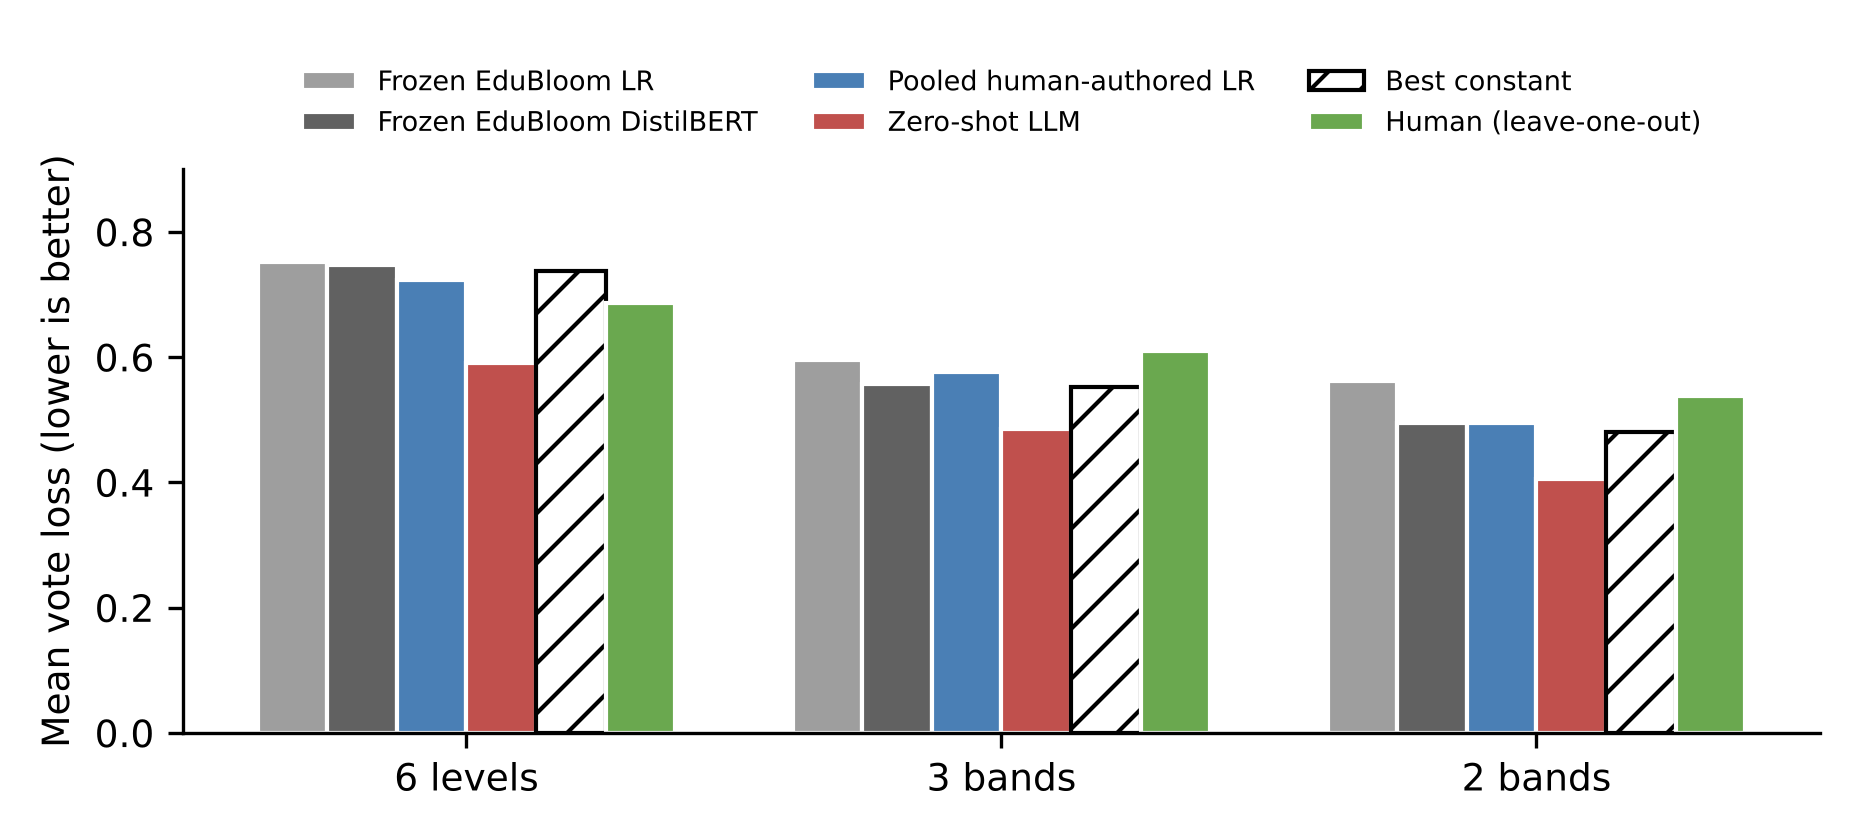 Frozen EduBloom LR
Frozen EduBloom DistilBERT
Pooled human-authored LR
Zero-shot LLM
Best constant
Human (leave-one-out)
Mean vote loss (lower is better)
0.8
0.6
0.4
0.2
0.0
6 levels
3 bands
2 bands